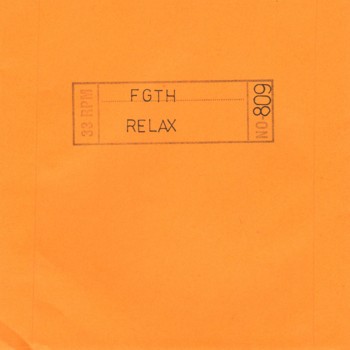 33 RPM
FGTH
RELAX
NO. 809